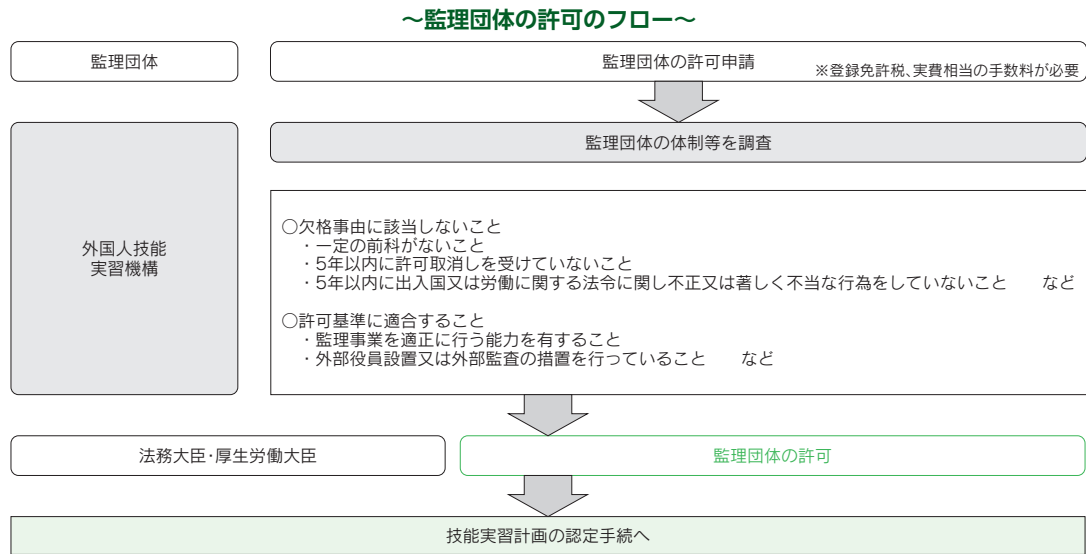 ～監理団体の許可のフロー～
監理団体
監理団体の許可申請
※登録免許税、実費相当の手数料が必要
外国人技能
実習機構
監理団体の体制等を調査
○欠格事由に該当しないこと
・一定の前科がないこと
・5年以内に許可取消しを受けていないこと
・5年以内に出入国又は労働に関する法令に関し不正又は著しく不当な行為をしていないこと　　など
○許可基準に適合すること
・監理事業を適正に行う能力を有すること
・外部役員設置又は外部監査の措置を行っていること　　など
法務大臣・厚生労働大臣
監理団体の許可
技能実習計画の認定手続へ